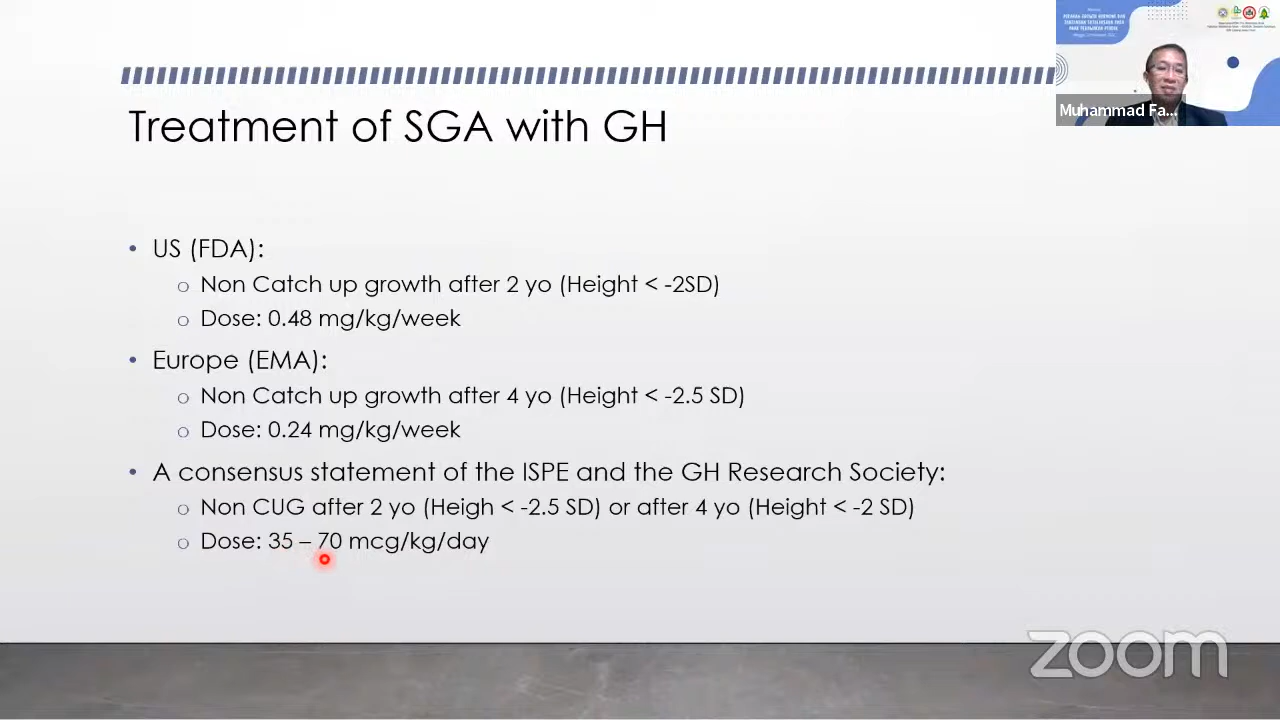 Treatment of SGA with GH
• US (FDA):
○ Non Catch up growth after 2 yo (Height < -2SD)
○ Dose: 0.48 mg/kg/week
• Europe (EMA):
○ Non Catch up growth after 4 yo (Height < -2.5 SD)
○ Dose: 0.24 mg/kg/week
• A consensus statement of the ISPE and the GH Research Society:
○ Non CUG after 2 yo (Heigh < -2.5 SD) or after 4 yo (Height < -2 SD)
○ Dose: 35 – 70 mcg/kg/day
Muhammad Fa...
zoom